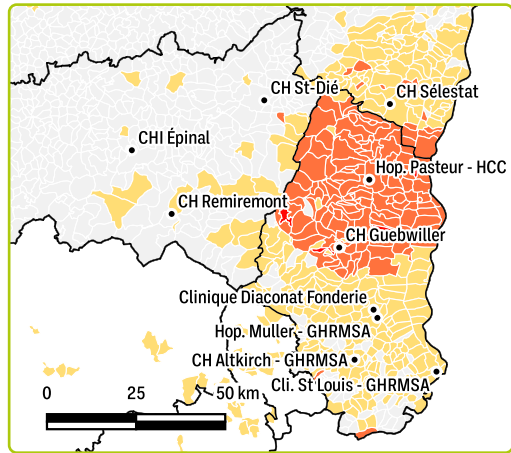 CH St-Dié
CH Sélestat
CHI Épinal
Hop. Pasteur - HCC
CH Remiremont
CH Guebwiller
Clinique Diaconat Fonderie
Hop. Muller - GHRMSA
CH Altkirch - GHRMSA
Cli. St Louis - GHRMSA
0 25 50 km